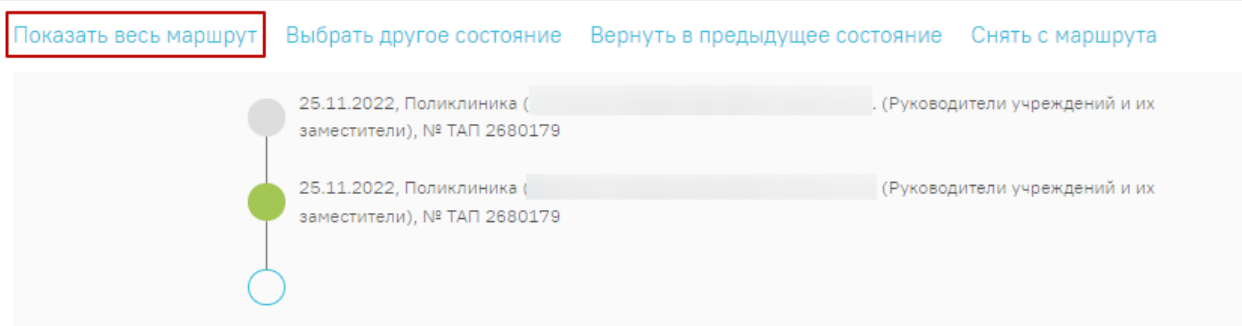 Показать весь маршрут Выбрать другое состояние Вернуть в предыдущее состояние Снять с маршрута
25.11.2022, Поликлиника ( . (Руководители учреждений и их
заместители), № ТАП 2680179
25.11.2022, Поликлиника ( (Руководители учреждений и их
заместители), № ТАП 2680179